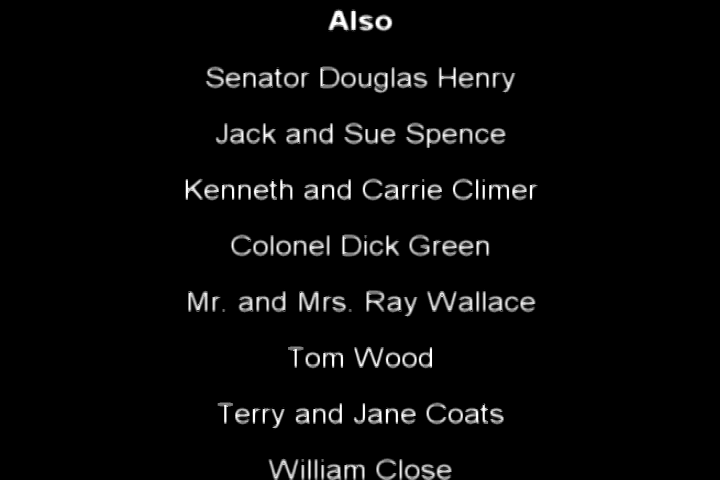 Also
Senator Douglas Henry
Jack and Sue Spence
Kenneth and Carrie Climer
Colonel Dick Green
Mr. and Mrs. Ray Wallace
Tom Wood
Terry and Jane Coats
William Close